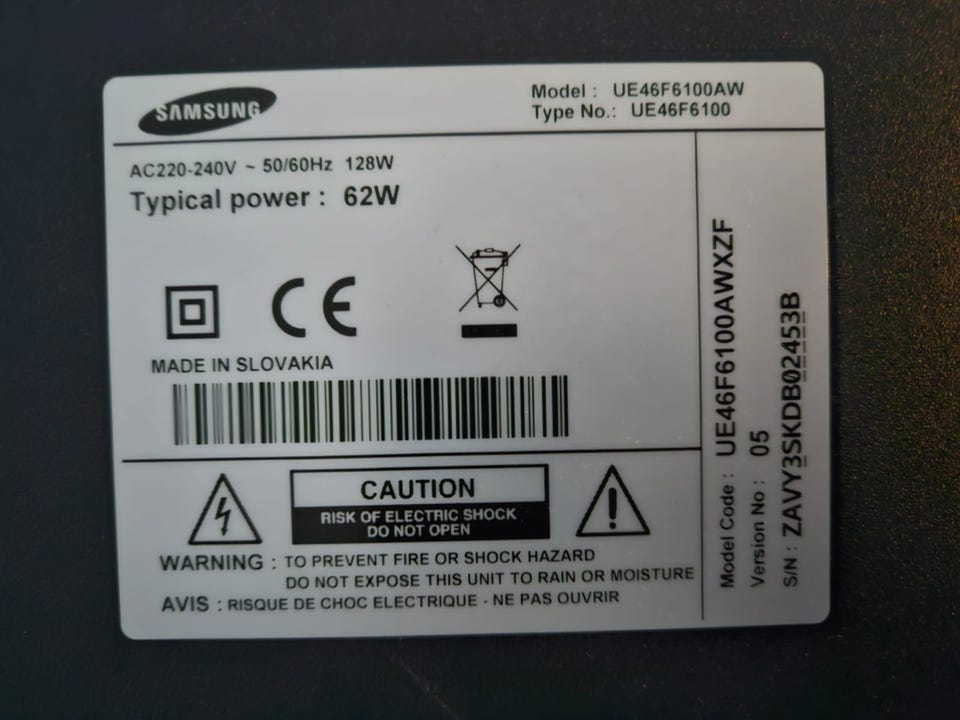 SAMSUNG
Model : UE46F6100AW
Type No.: UE46F6100
AC220-240V ~ 50/60Hz 128W
Typical power : 62W
CE
MADE IN SLOVAKIA
CAUTION
RISK OF ELECTRIC SHOCK
DO NOT OPEN
WARNING : TO PREVENT FIRE OR SHOCK HAZARD
DO NOT EXPOSE THIS UNIT TO RAIN OR MOISTURE
AVIS : RISQUE DE CHOC ELECTRIQUE - NE PAS OUVRIR
Model Code : UE46F6100AWXZF
Version No : 05
S/N : ZAVY3SKDB02453B